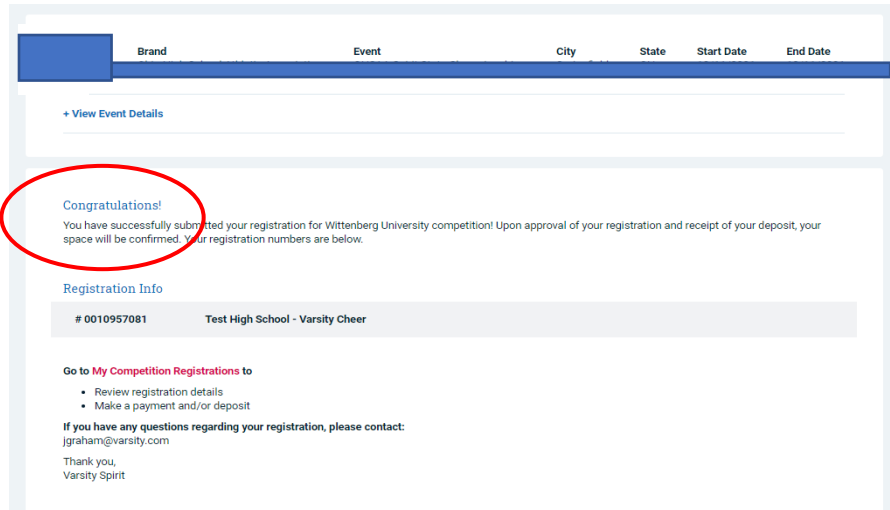 Brand Event City State Start Date End Date
+ View Event Details
Congratulations!
You have successfully submitted your registration for Wittenberg University competition! Upon approval of your registration and receipt of your deposit, your
space will be confirmed. Your registration numbers are below.
Registration Info
# 0010957081 Test High School - Varsity Cheer
Go to My Competition Registrations to
• Review registration details
• Make a payment and/or deposit
If you have any questions regarding your registration, please contact:
jgraham@varsity.com
Thank you,
Varsity Spirit